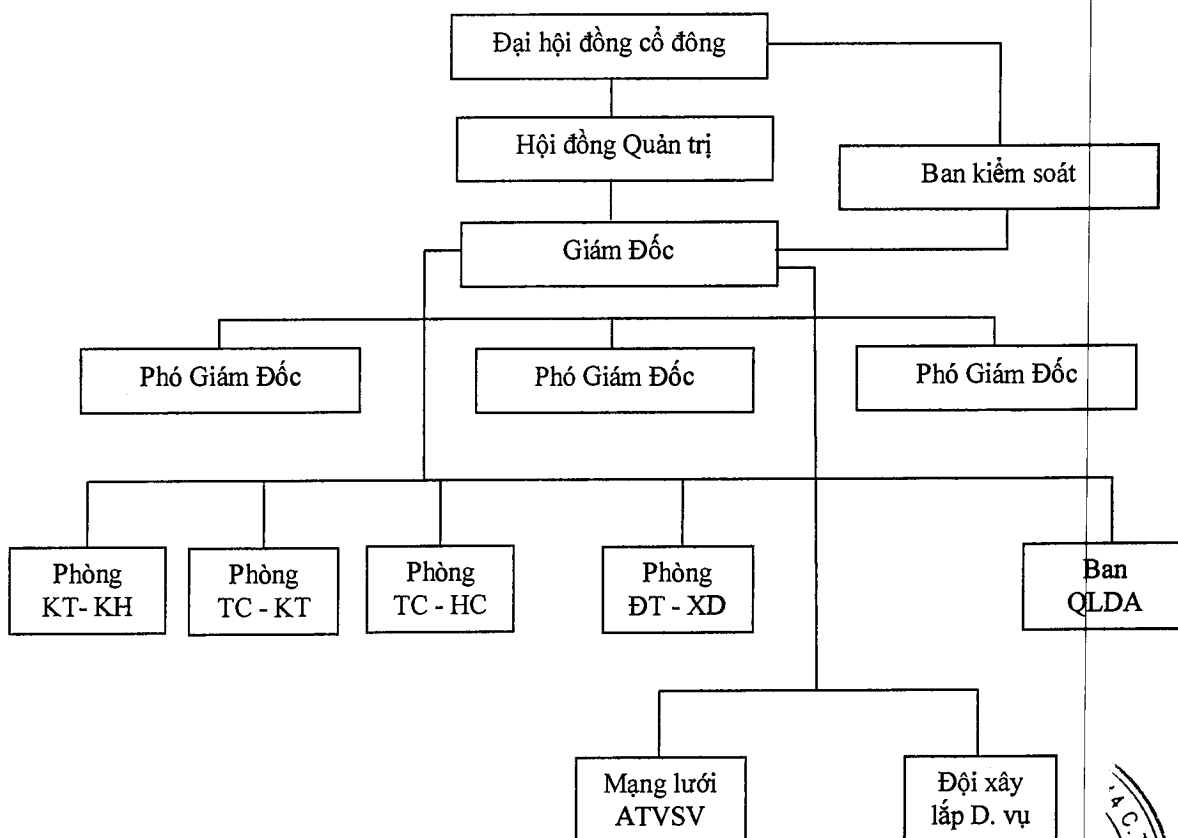 Đại hội đồng cổ đông
Hội đồng Quản trị
Ban kiểm soát
Giám Đốc
Phó Giám Đốc
Phó Giám Đốc
Phó Giám Đốc
Phòng
KT- KH
Phòng
TC - KT
Phòng
TC - HC
Phòng
ĐT - XD
Ban
QLDA
Mạng lưới
ATVSV
Đội xây
lắp D. vụ